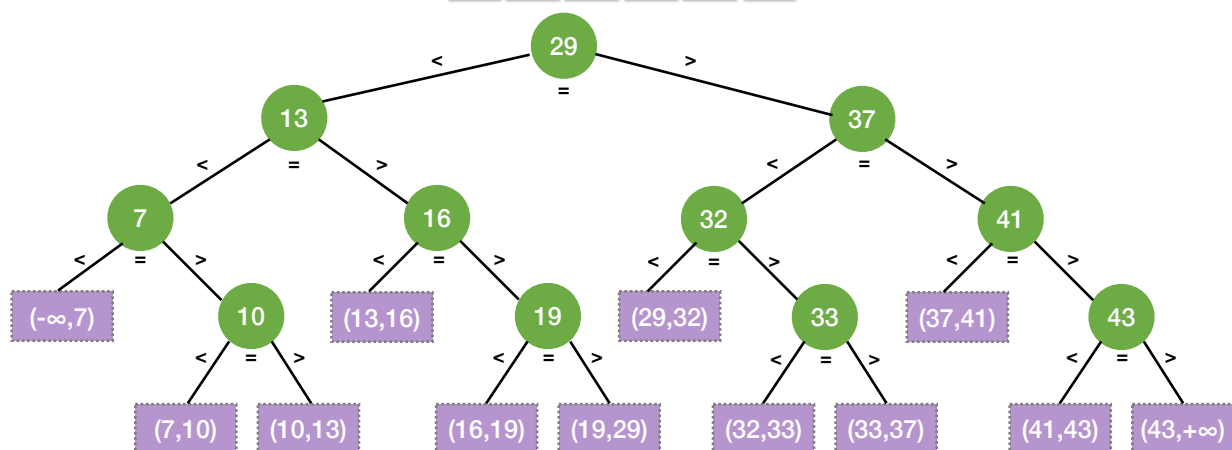 29
< >
=
13 37
< = > < = >
7 16 32 41
< = > < = > < = > < = >
(-∞,7) 10 (13,16) 19 (29,32) 33 (37,41) 43
< = > < = > < = > < = >
(7,10) (10,13) (16,19) (19,29) (32,33) (33,37) (41,43) (43,+∞)